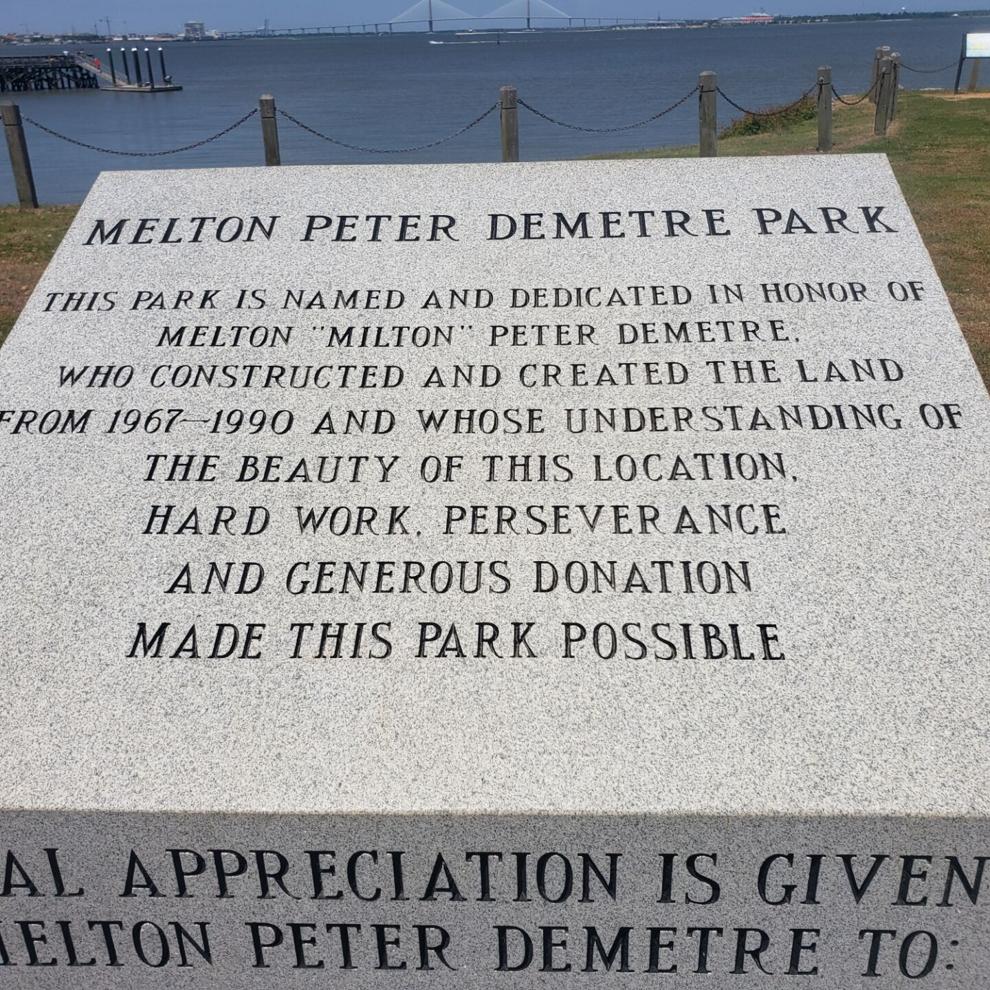 MELTON PETER DEMETRE PARK
THIS PARK IS NAMED AND DEDICATED IN HONOR OF
MELTON "MILTON" PETER DEMETRE,
WHO CONSTRUCTED AND CREATED THE LAND
FROM 1967-1990 AND WHOSE UNDERSTANDING OF
THE BEAUTY OF THIS LOCATION,
HARD WORK, PERSEVERANCE
AND GENEROUS DONATION
MADE THIS PARK POSSIBLE
AL APPRECIATION IS GIVEN
MELTON PETER DEMETRE TO: